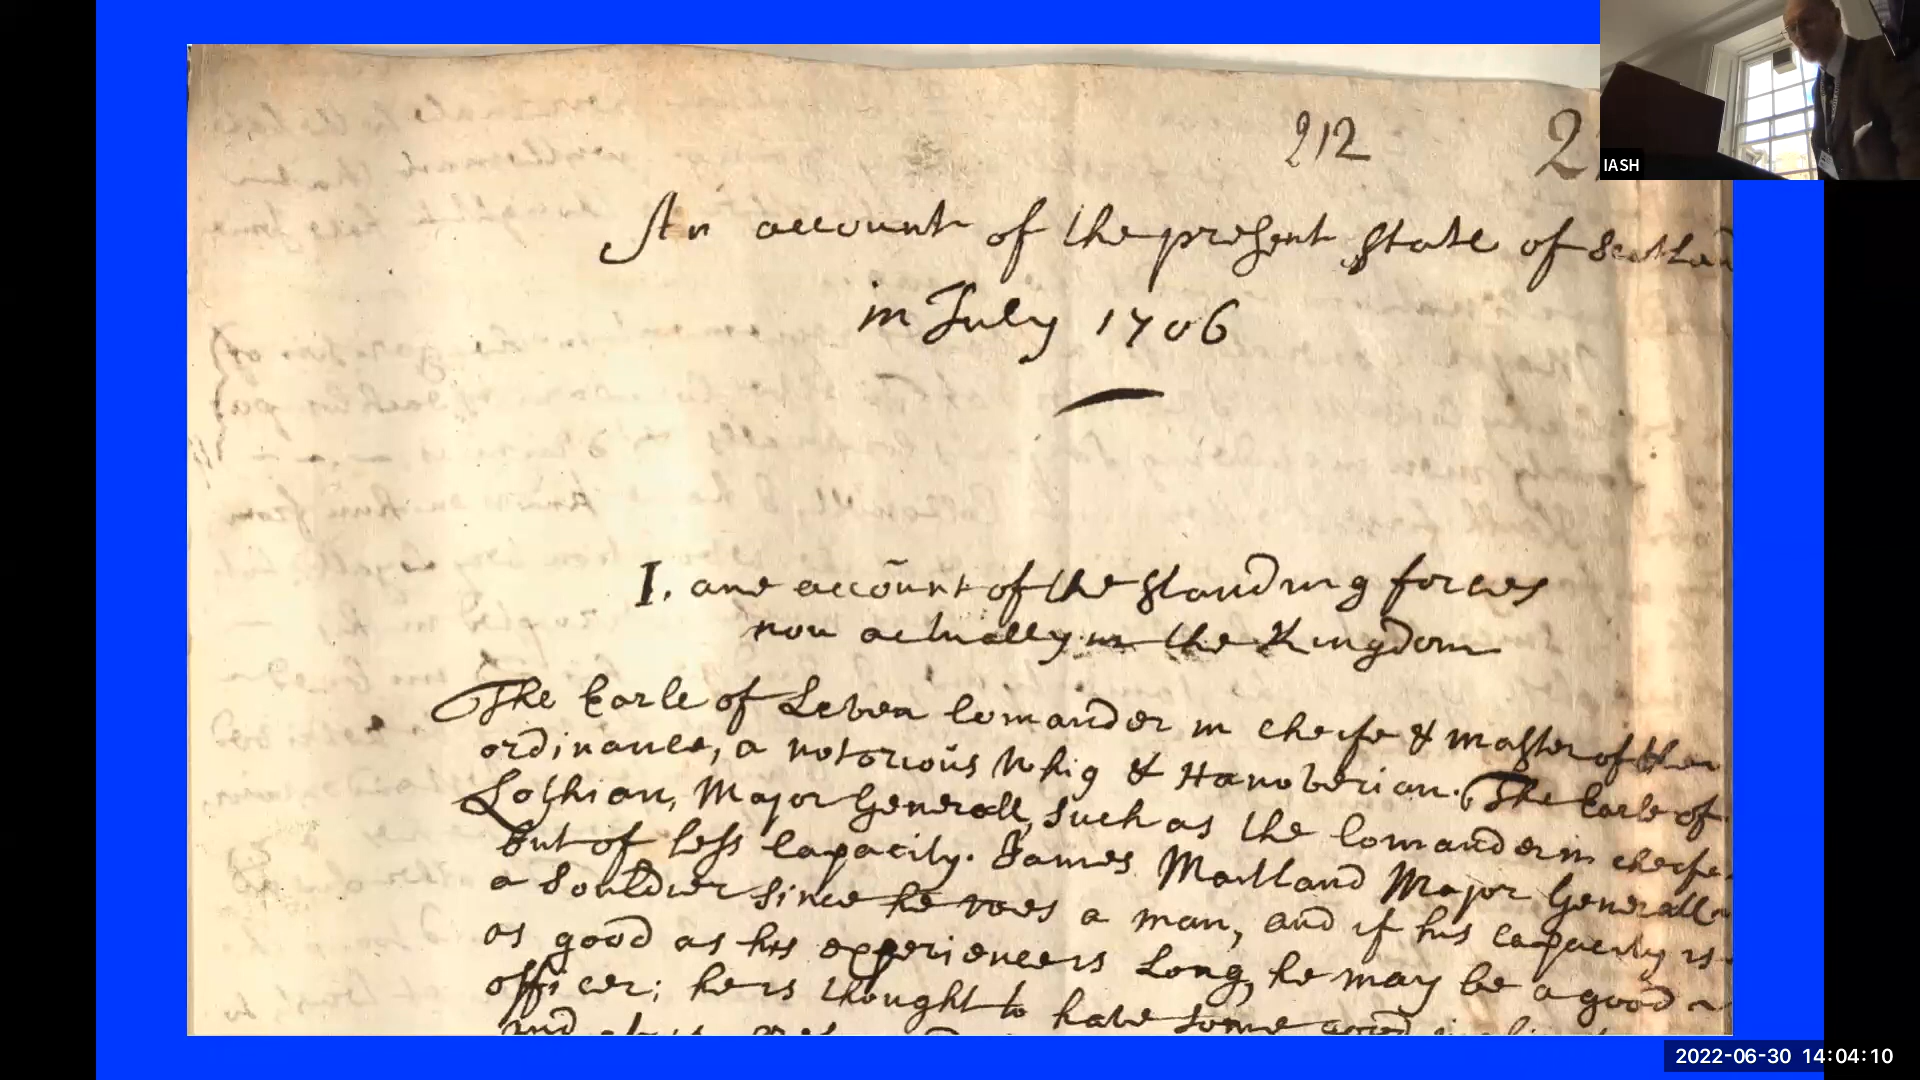 212 2
An account of the present state of Scotlan
in July 1706
I. ane account of the standing forces
now actually in the Kingdom
The Earle of Leven Comander in cheife & master of the
ordinance, a notorious Whig & Hanoverian. The Earle of
Lothian, Major Generall, such as the Comander in cheife
but of less capacity. James Maitland Major Generall
a souldier since he was a man, and if his capacity is
as good as his experience is long, he may be a good
officer; he is thought to have some good
IASH
2022-06-30 14:04:10